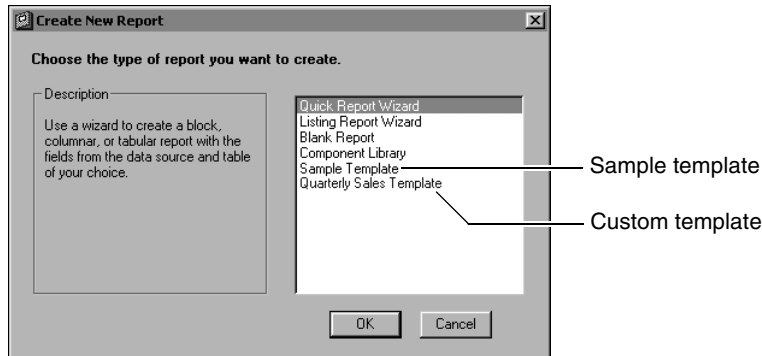 Create New Report
Choose the type of report you want to create.
Description
Use a wizard to create a block,
columnar, or tabular report with the
fields from the data source and table
of your choice.
Quick Report Wizard
Listing Report Wizard
Blank Report
Component Library
Sample Template
Quarterly Sales Template
OK
Cancel
Sample template
Custom template